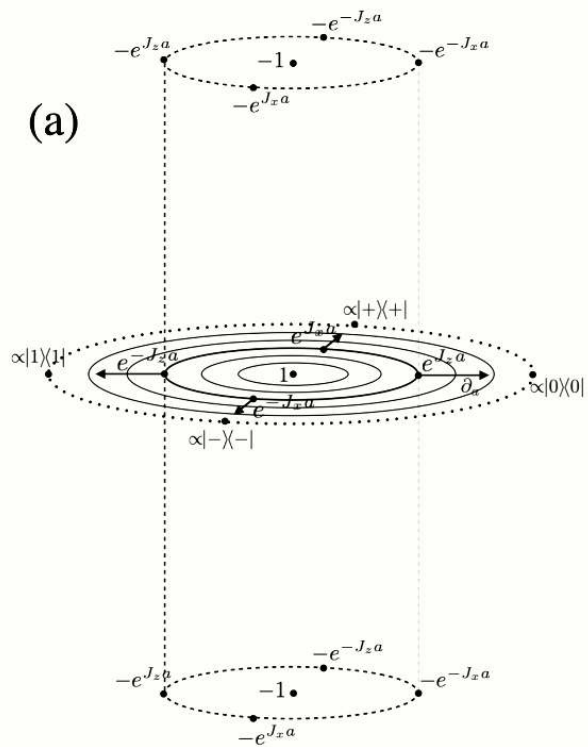 −e^{−J_z a}
−e^{J_z a} −1 −e^{−J_x a}
−e^{J_x a}
(a)
∝|+⟩⟨+|
e^{J_x a}
∝|1⟩⟨1| e^{−J_z a} 1 e^{J_z a} ∂_a ∝|0⟩⟨0|
e^{−J_x a}
∝|−⟩⟨−|
−e^{−J_z a}
−e^{J_z a} −1 −e^{−J_x a}
−e^{J_x a}